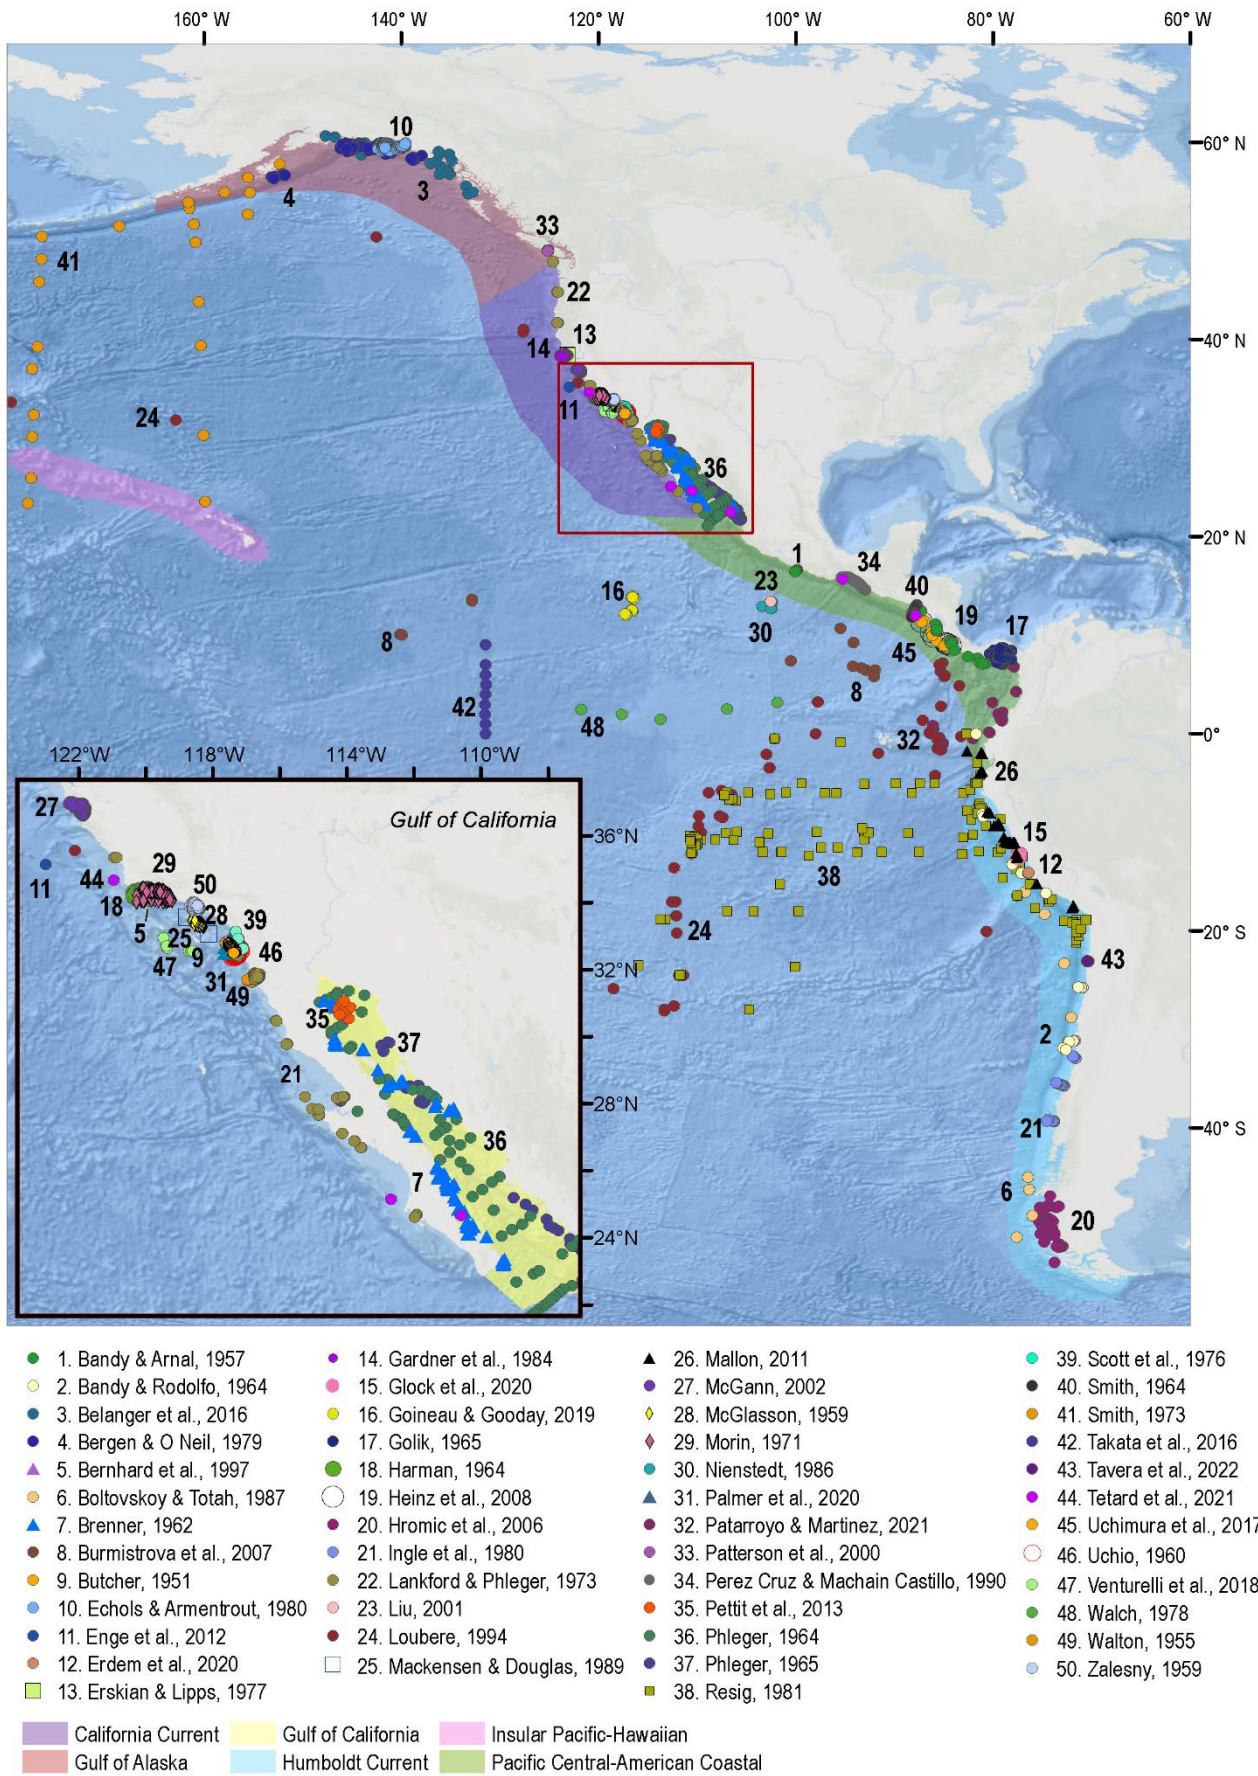 160° W 140° W 120° W 100° W 80° W 60° W
10
60° N
3
4
33
41
22
13
40° N
14
24
11
36
20° N
1
34
23
40
16
19
17
30
45
8
8
42
48
32
0°
26
122°W 118°W 114°W 110°W
Gulf of California
27
36°N
15
12
11
44
29
50
38
18
28
39
5
25
46
24
20° S
47
9
31
32°N
43
49
35
37
2
21
28°N
36
21
40° S
7
6
20
24°N
1. Bandy & Arnal, 1957
2. Bandy & Rodolfo, 1964
3. Belanger et al., 2016
4. Bergen & O Neil, 1979
5. Bernhard et al., 1997
6. Boltovskoy & Totah, 1987
7. Brenner, 1962
8. Burmistrova et al., 2007
9. Butcher, 1951
10. Echols & Armentrout, 1980
11. Enge et al., 2012
12. Erdem et al., 2020
13. Erskian & Lipps, 1977
14. Gardner et al., 1984
15. Glock et al., 2020
16. Goineau & Gooday, 2019
17. Golik, 1965
18. Harman, 1964
19. Heinz et al., 2008
20. Hromic et al., 2006
21. Ingle et al., 1980
22. Lankford & Phleger, 1973
23. Liu, 2001
24. Loubere, 1994
25. Mackensen & Douglas, 1989
26. Mallon, 2011
27. McGann, 2002
28. McGlasson, 1959
29. Morin, 1971
30. Nienstedt, 1986
31. Palmer et al., 2020
32. Patarroyo & Martinez, 2021
33. Patterson et al., 2000
34. Perez Cruz & Machain Castillo, 1990
35. Pettit et al., 2013
36. Phleger, 1964
37. Phleger, 1965
38. Resig, 1981
39. Scott et al., 1976
40. Smith, 1964
41. Smith, 1973
42. Takata et al., 2016
43. Tavera et al., 2022
44. Tetard et al., 2021
45. Uchimura et al., 2017
46. Uchio, 1960
47. Venturelli et al., 2018
48. Walch, 1978
49. Walton, 1955
50. Zalesny, 1959
California Current
Gulf of Alaska
Gulf of California
Humboldt Current
Insular Pacific-Hawaiian
Pacific Central-American Coastal